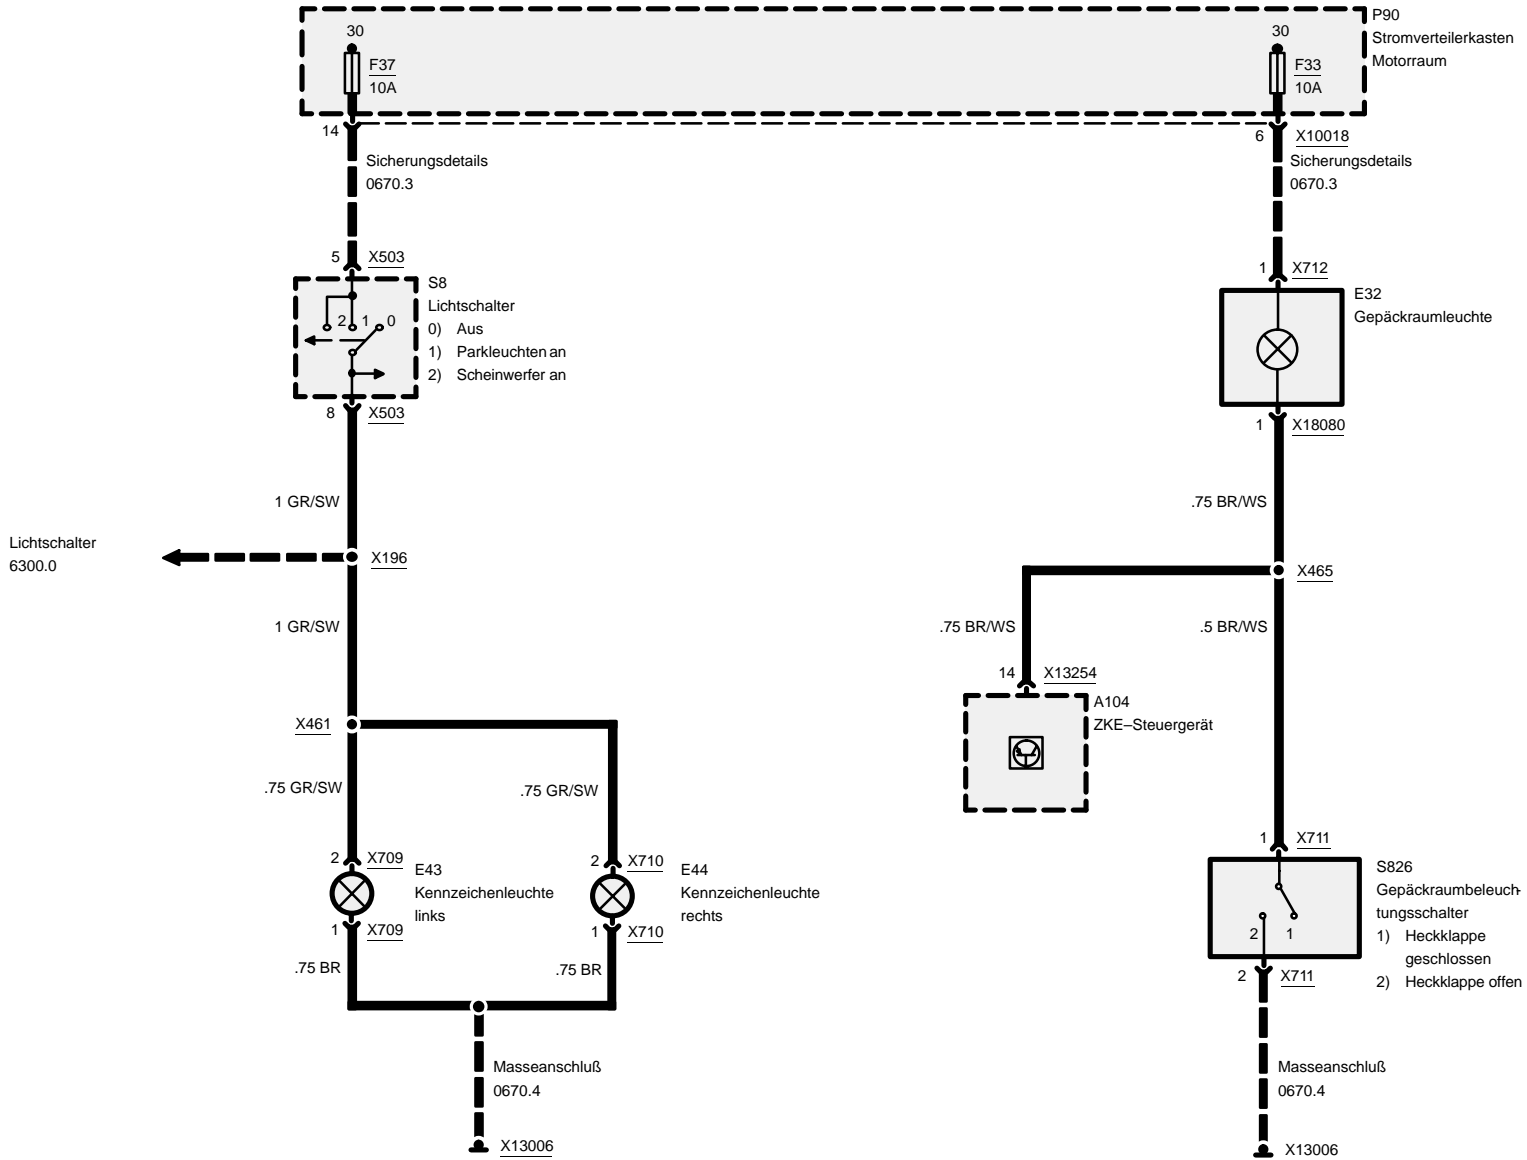 P90
Stromverteilerkasten
Motorraum
30
F37
10A
30
F33
10A
14
6
X10018
Sicherungsdetails
0670.3
Sicherungsdetails
0670.3
5
X503
S8
Lichtschalter
0) Aus
1) Parkleuchten an
2) Scheinwerfer an
2
1
0
8
X503
1
X712
E32
Gepäckraumleuchte
1
X18080
1 GR/SW
.75 BR/WS
Lichtschalter
6300.0
X196
X465
1 GR/SW
.75 BR/WS
.5 BR/WS
14
X13254
A104
ZKE–Steuergerät
X461
.75 GR/SW
.75 GR/SW
2
X709
E43
Kennzeichenleuchte
links
1
X709
2
X710
E44
Kennzeichenleuchte
rechts
1
X710
1
X711
S826
Gepäckraumbeleuch-
tungsschalter
1) Heckklappe
geschlossen
2) Heckklappe offen
2
1
2
X711
.75 BR
.75 BR
Masseanschluß
0670.4
X13006
Masseanschluß
0670.4
X13006